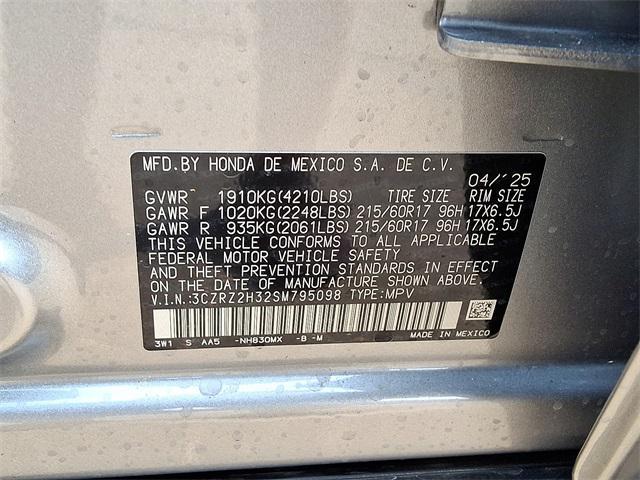 MFD. BY HONDA DE MEXICO S.A. DE C.V.
04/'25
GVWR 1910KG(4210LBS) TIRE SIZE RIM SIZE
GAWR F 1020KG(2248LBS) 215/60R17 96H 17X6.5J
GAWR R 935KG(2061LBS) 215/60R17 96H 17X6.5J
THIS VEHICLE CONFORMS TO ALL APPLICABLE
FEDERAL MOTOR VEHICLE SAFETY
AND THEFT PREVENTION STANDARDS IN EFFECT
ON THE DATE OF MANUFACTURE SHOWN ABOVE.
V.I.N.:3CZRZ2H32SM795098 TYPE:MPV
3W1 S AA5 -NH830MX -B -M MADE IN MEXICO